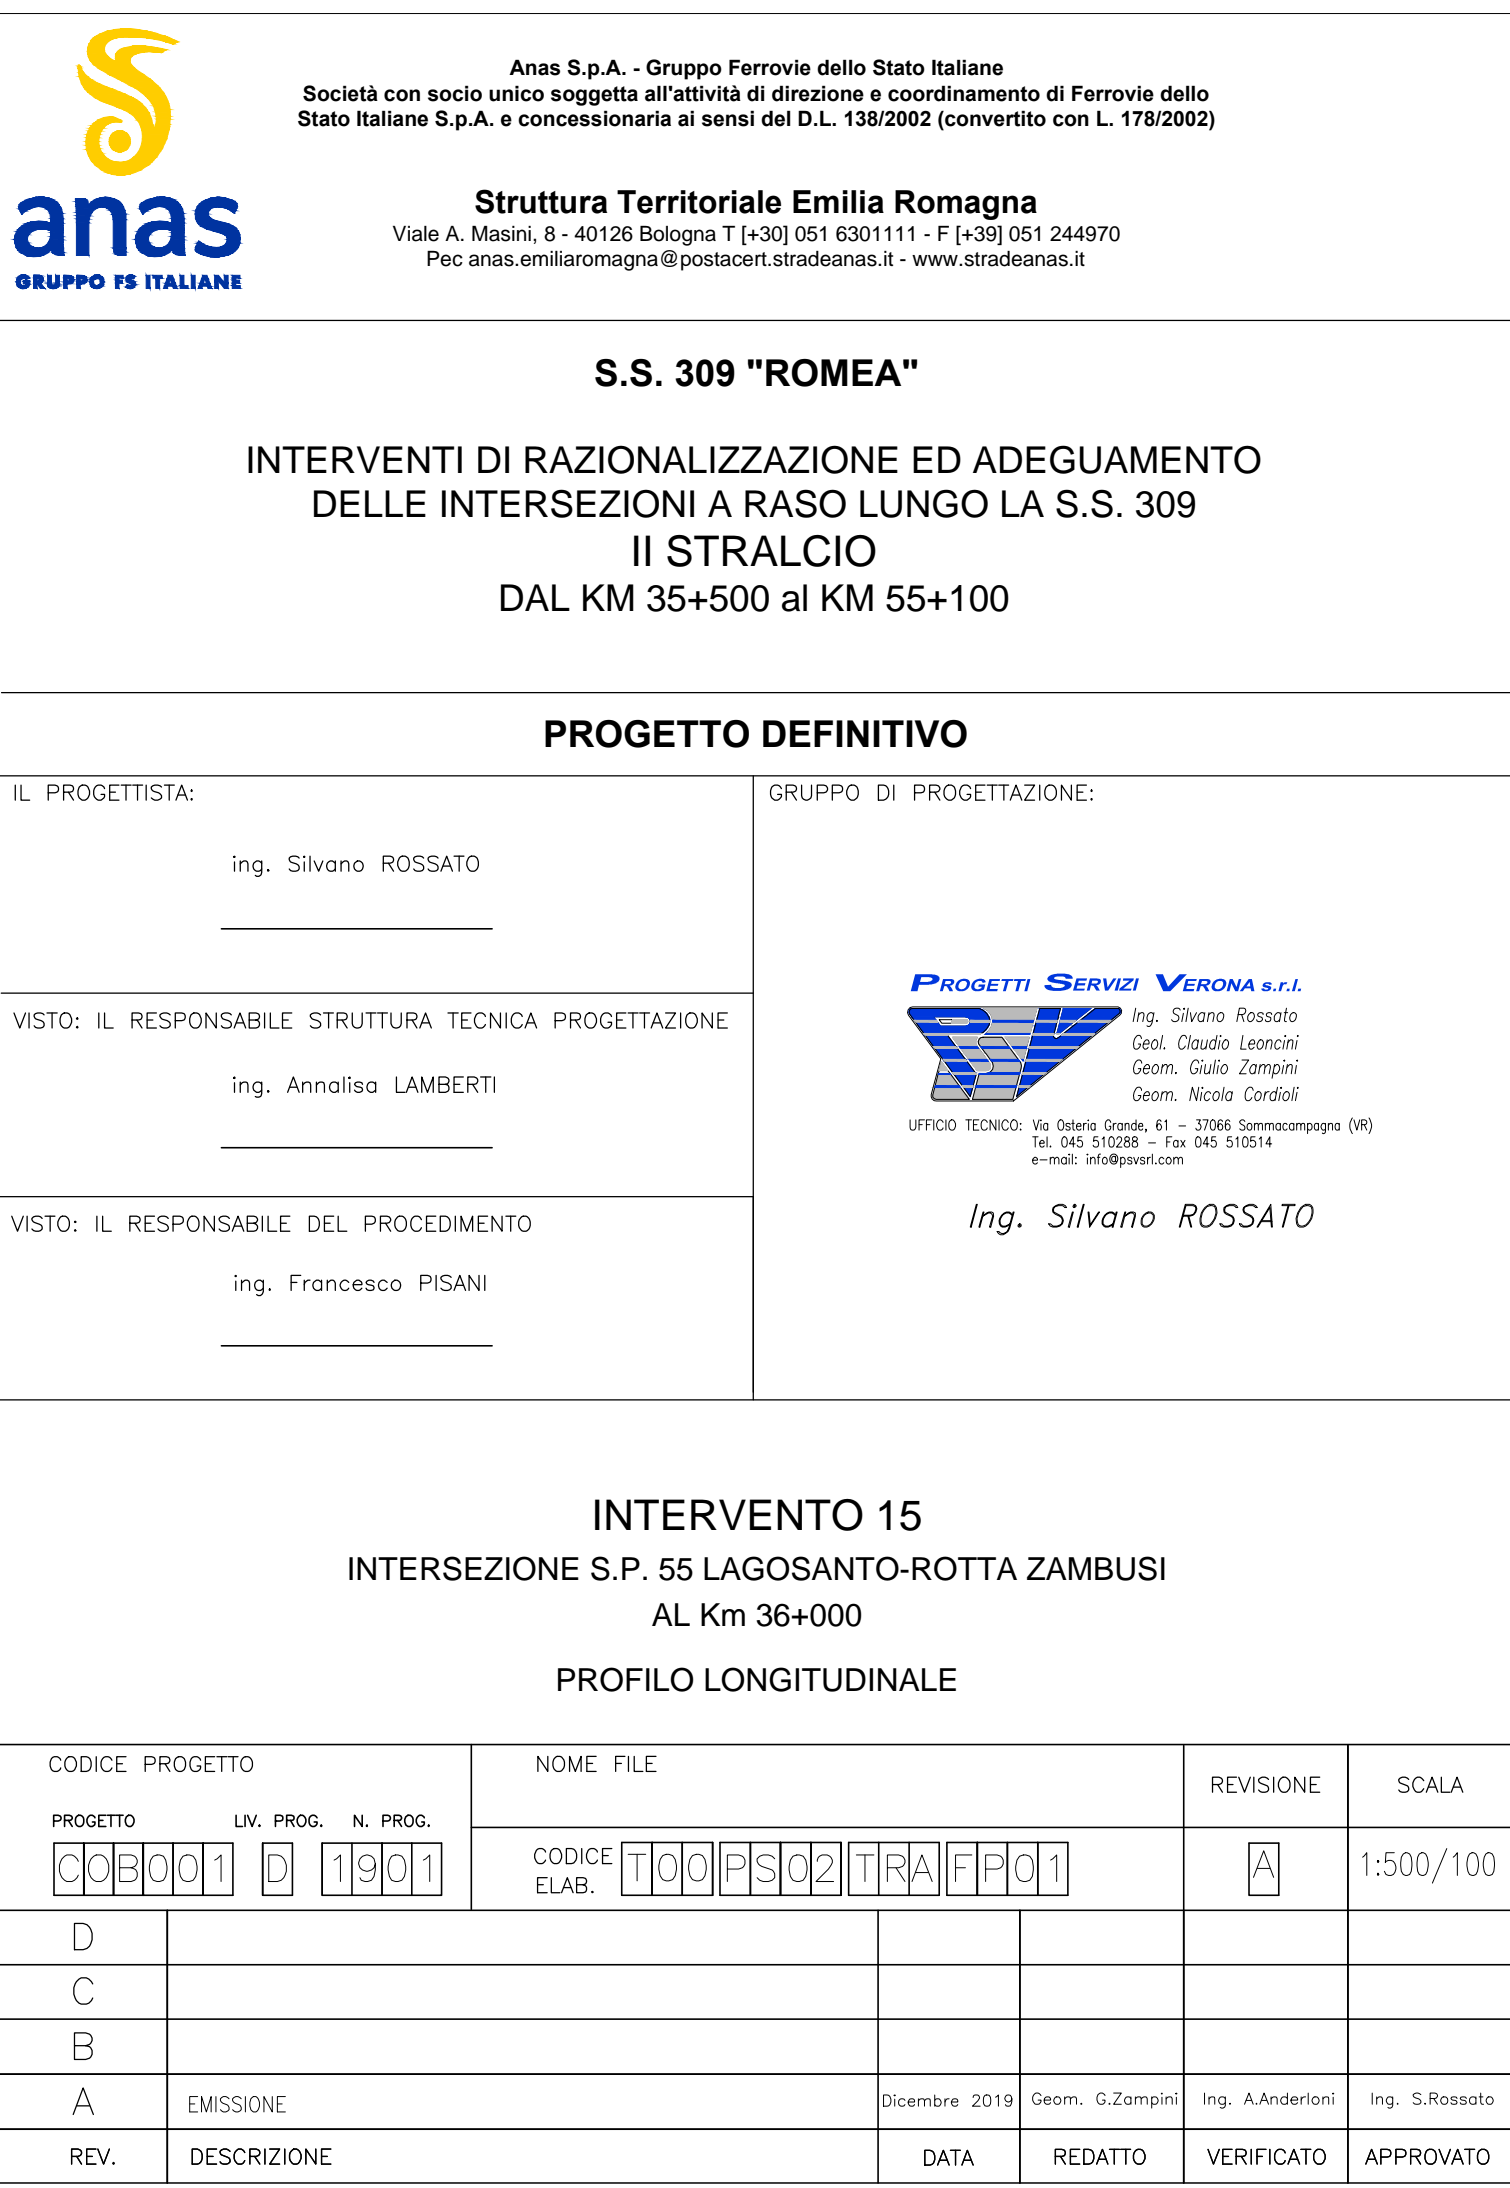 Anas S.p.A. - Gruppo Ferrovie dello Stato Italiane
Società con socio unico soggetta all'attività di direzione e coordinamento di Ferrovie dello
Stato Italiane S.p.A. e concessionaria ai sensi del D.L. 138/2002 (convertito con L. 178/2002)
anas
GRUPPO FS ITALIANE
Struttura Territoriale Emilia Romagna
Viale A. Masini, 8 - 40126 Bologna T [+30] 051 6301111 - F [+39] 051 244970
Pec anas.emiliaromagna@postacert.stradeanas.it - www.stradeanas.it
S.S. 309 "ROMEA"
INTERVENTI DI RAZIONALIZZAZIONE ED ADEGUAMENTO
DELLE INTERSEZIONI A RASO LUNGO LA S.S. 309
II STRALCIO
DAL KM 35+500 al KM 55+100
PROGETTO DEFINITIVO
IL PROGETTISTA:
ing. Silvano ROSSATO
VISTO: IL RESPONSABILE STRUTTURA TECNICA PROGETTAZIONE
ing. Annalisa LAMBERTI
VISTO: IL RESPONSABILE DEL PROCEDIMENTO
ing. Francesco PISANI
GRUPPO DI PROGETTAZIONE:
PROGETTI SERVIZI VERONA s.r.l.
PSV
Ing. Silvano Rossato
Geol. Claudio Leoncini
Geom. Giulio Zampini
Geom. Nicola Cordioli
UFFICIO TECNICO: Via Osteria Grande, 61 - 37066 Sommacampagna (VR)
Tel. 045 510288 - Fax 045 510514
e-mail: info@psvsrl.com
Ing. Silvano ROSSATO
INTERVENTO 15
INTERSEZIONE S.P. 55 LAGOSANTO-ROTTA ZAMBUSI
AL Km 36+000
PROFILO LONGITUDINALE
CODICE PROGETTO
PROGETTO LIV. PROG. N. PROG.
COB001 D 1901
NOME FILE
CODICE ELAB. T00PS02TRAFP01
REVISIONE
A
SCALA
1:500/100
D
C
B
A EMISSIONE Dicembre 2019 Geom. G.Zampini Ing. A.Anderloni Ing. S.Rossato
REV. DESCRIZIONE DATA REDATTO VERIFICATO APPROVATO